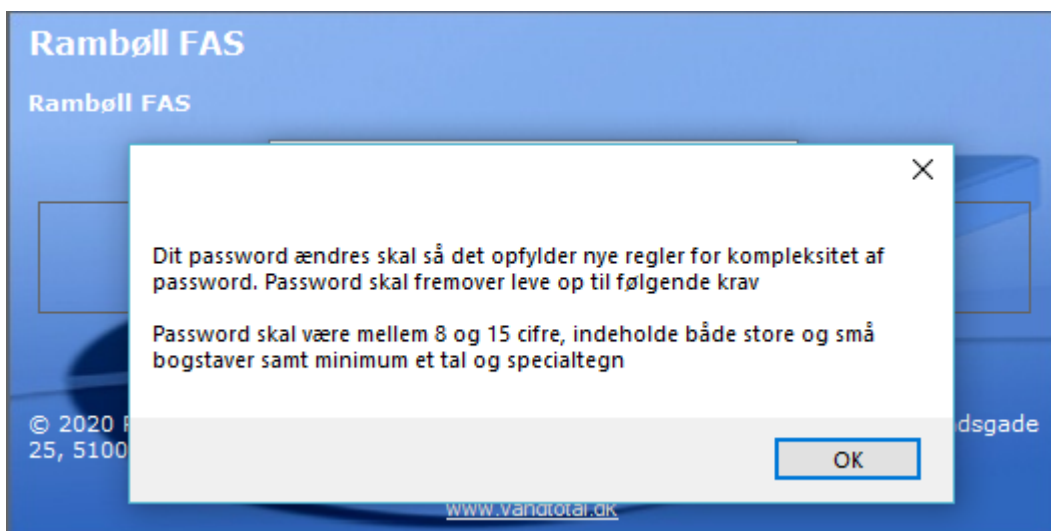 Rambøll FAS
Rambøll FAS
Dit password ændres skal så det opfylder nye regler for kompleksitet af
password. Password skal fremover leve op til følgende krav
Password skal være mellem 8 og 15 cifre, indeholde både store og små
bogstaver samt minimum et tal og specialtegn
© 2020
25, 5100
OK
www.vandtotal.dk